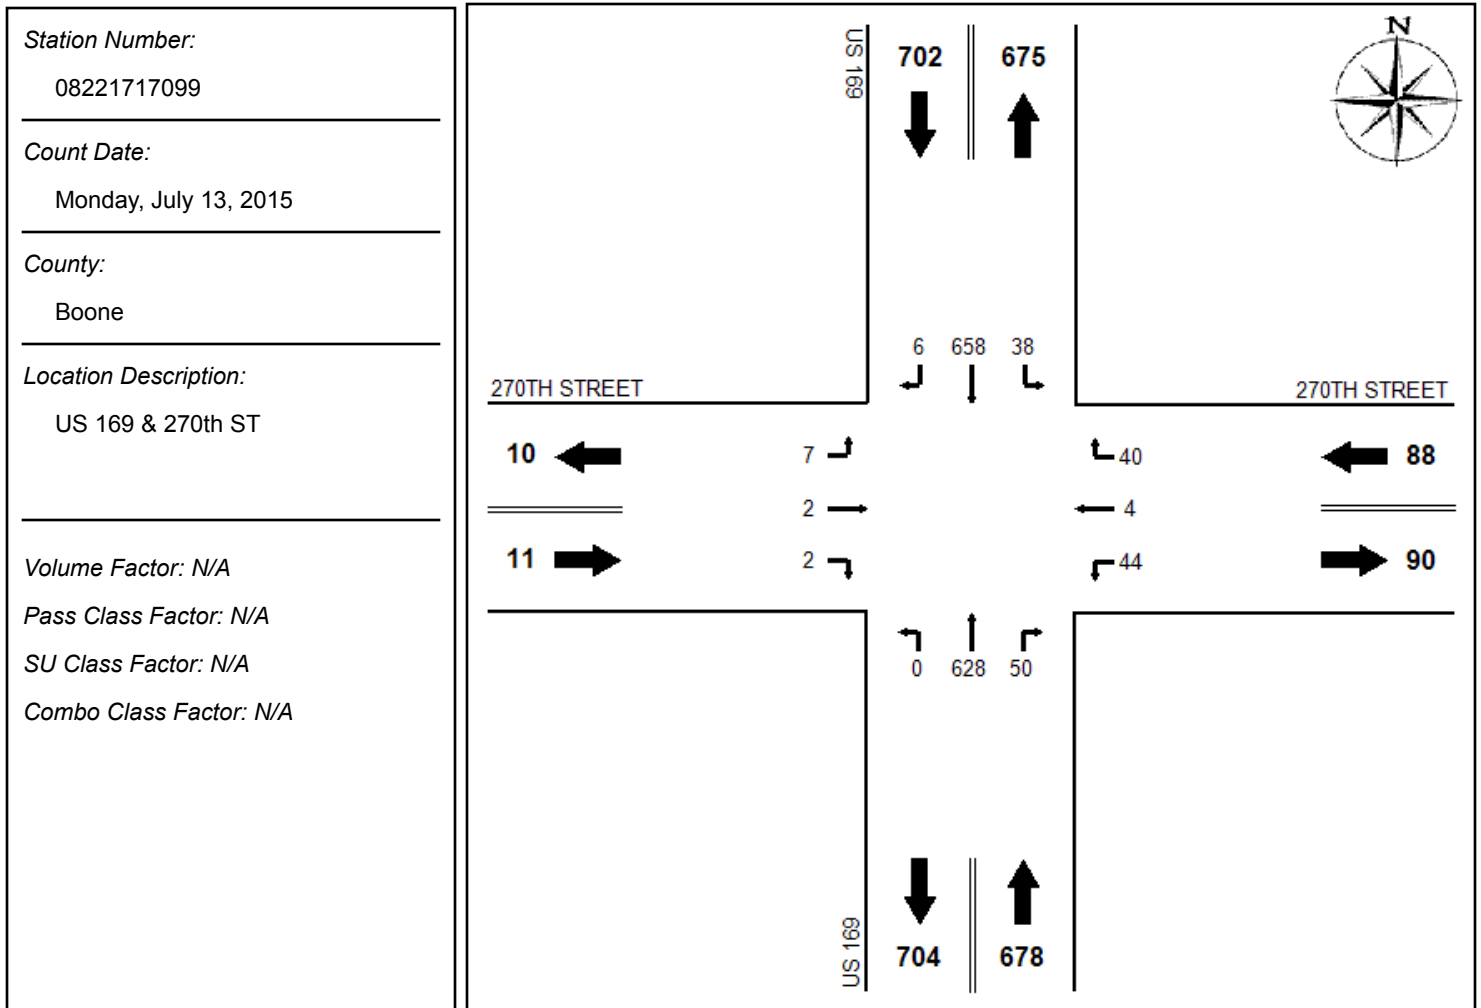 Station Number:
08221717099
Count Date:
Monday, July 13, 2015
County:
Boone
Location Description:
US 169 & 270th ST
Volume Factor: N/A
Pass Class Factor: N/A
SU Class Factor: N/A
Combo Class Factor: N/A
N
US 169
702 675
6 658 38
270TH STREET 270TH STREET
10 7 40 88
2 4
11 2 44 90
0 628 50
US 169
704 678